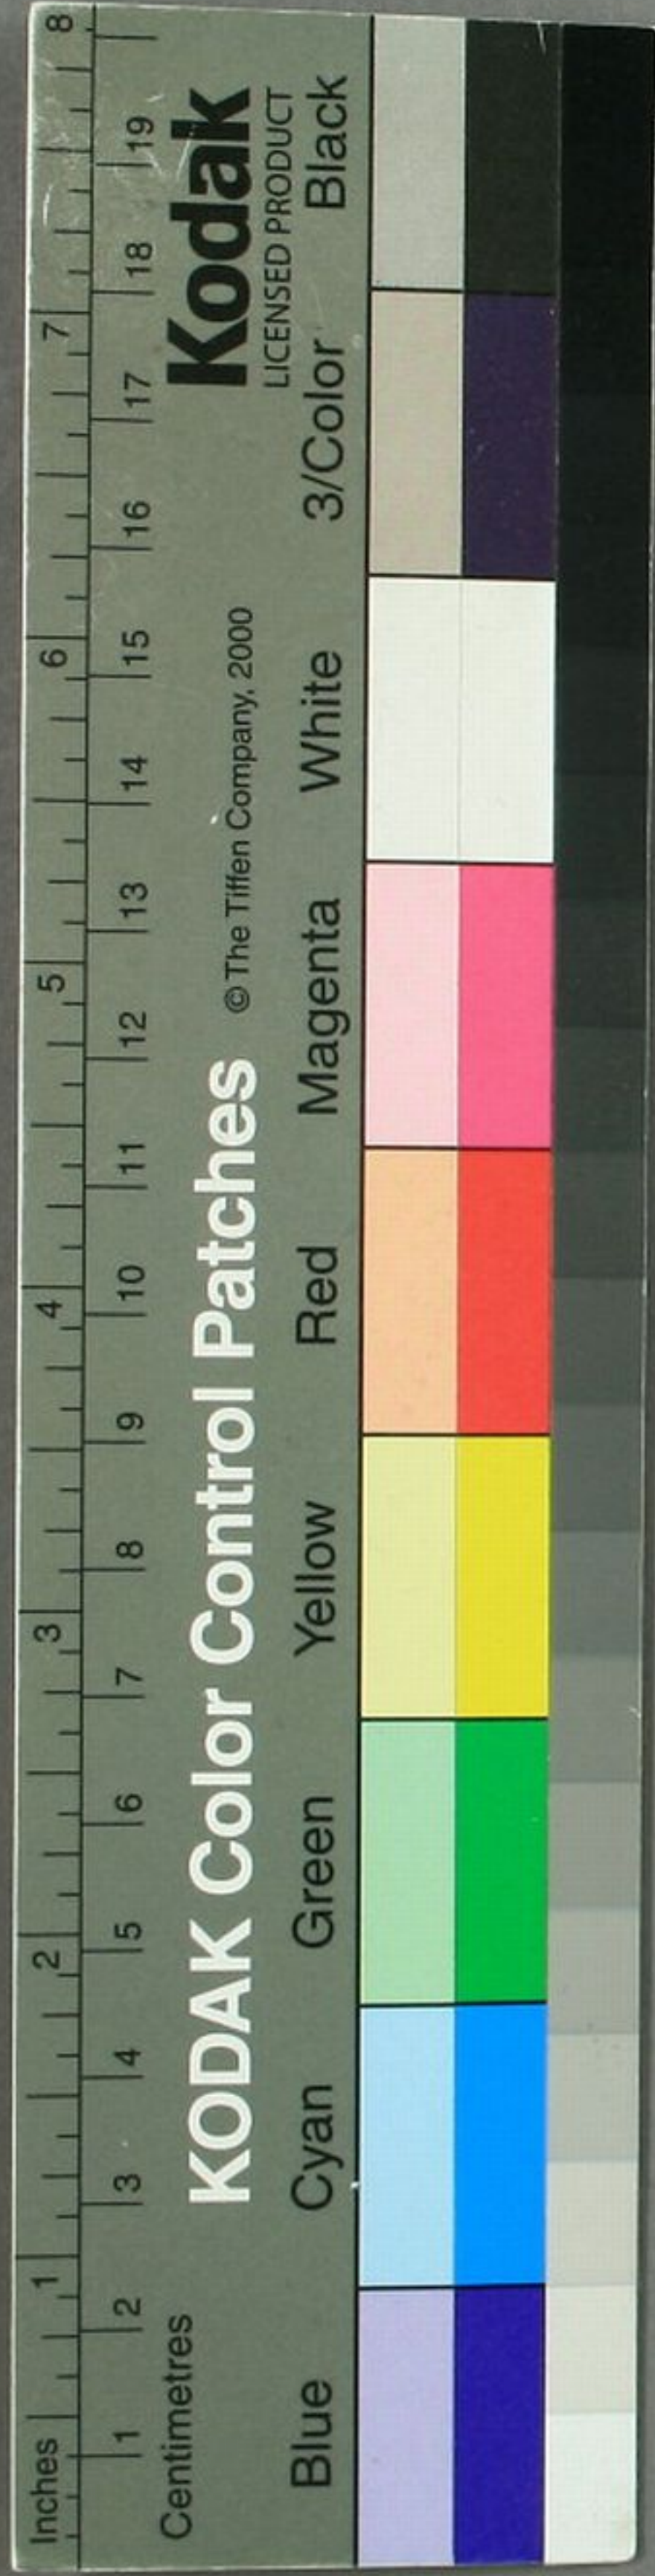 Inches 1 2 3 4 5 6 7 8
1 2 3 4 5 6 7 8 9 10 11 12 13 14 15 16 17 18 19
Centimetres
KODAK Color Control Patches © The Tiffen Company, 2000 Kodak
LICENSED PRODUCT
Blue Cyan Green Yellow Red Magenta White 3/Color Black